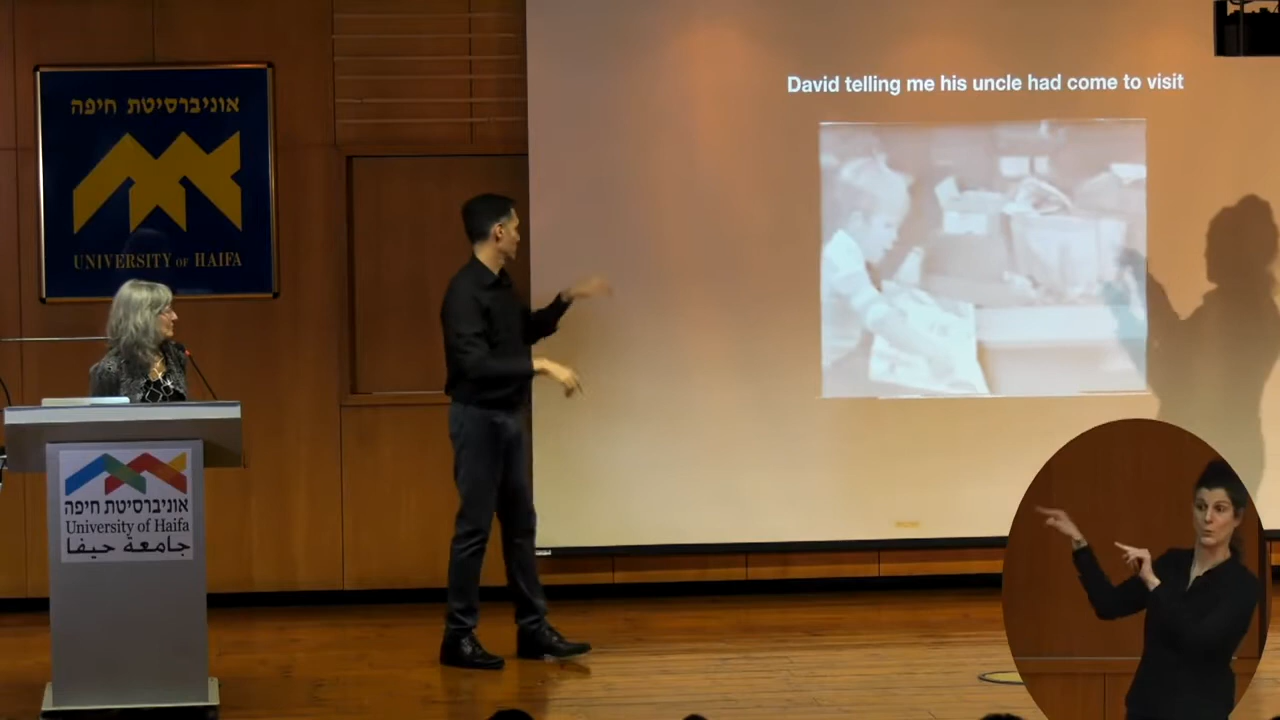 אוניברסיטת חיפה
UNIVERSITY OF HAIFA
David telling me his uncle had come to visit
אוניברסיטת חיפה
University of Haifa
جامعة حيفا